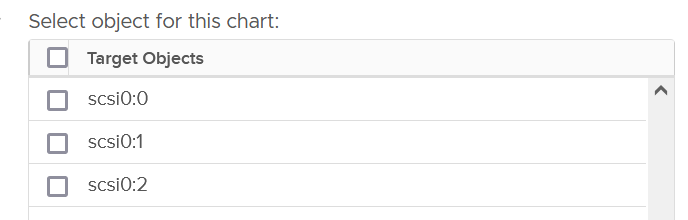 Select object for this chart:
Target Objects
scsi0:0
scsi0:1
scsi0:2